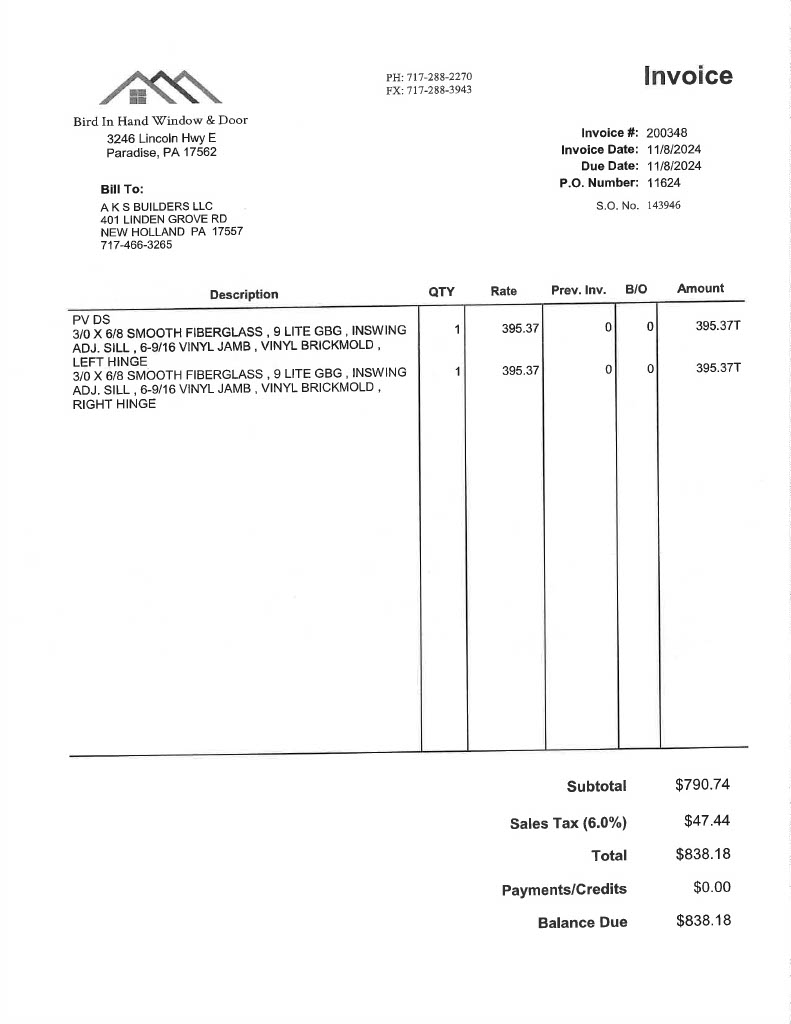 Invoice
PH: 717-288-2270
FX: 717-288-3943
Bird In Hand Window & Door
3246 Lincoln Hwy E
Paradise, PA 17562
Invoice #: 200348
Invoice Date: 11/8/2024
Due Date: 11/8/2024
P.O. Number: 11624
S.O. No. 143946
Bill To:
A K S BUILDERS LLC
401 LINDEN GROVE RD
NEW HOLLAND PA 17557
717-466-3265
Description QTY Rate Prev. Inv. B/O Amount
PV DS
3/0 X 6/8 SMOOTH FIBERGLASS , 9 LITE GBG , INSWING 1 395.37 0 0 395.37T
ADJ. SILL , 6-9/16 VINYL JAMB , VINYL BRICKMOLD ,
LEFT HINGE
3/0 X 6/8 SMOOTH FIBERGLASS , 9 LITE GBG , INSWING 1 395.37 0 0 395.37T
ADJ. SILL , 6-9/16 VINYL JAMB , VINYL BRICKMOLD ,
RIGHT HINGE
Subtotal $790.74
Sales Tax (6.0%) $47.44
Total $838.18
Payments/Credits $0.00
Balance Due $838.18